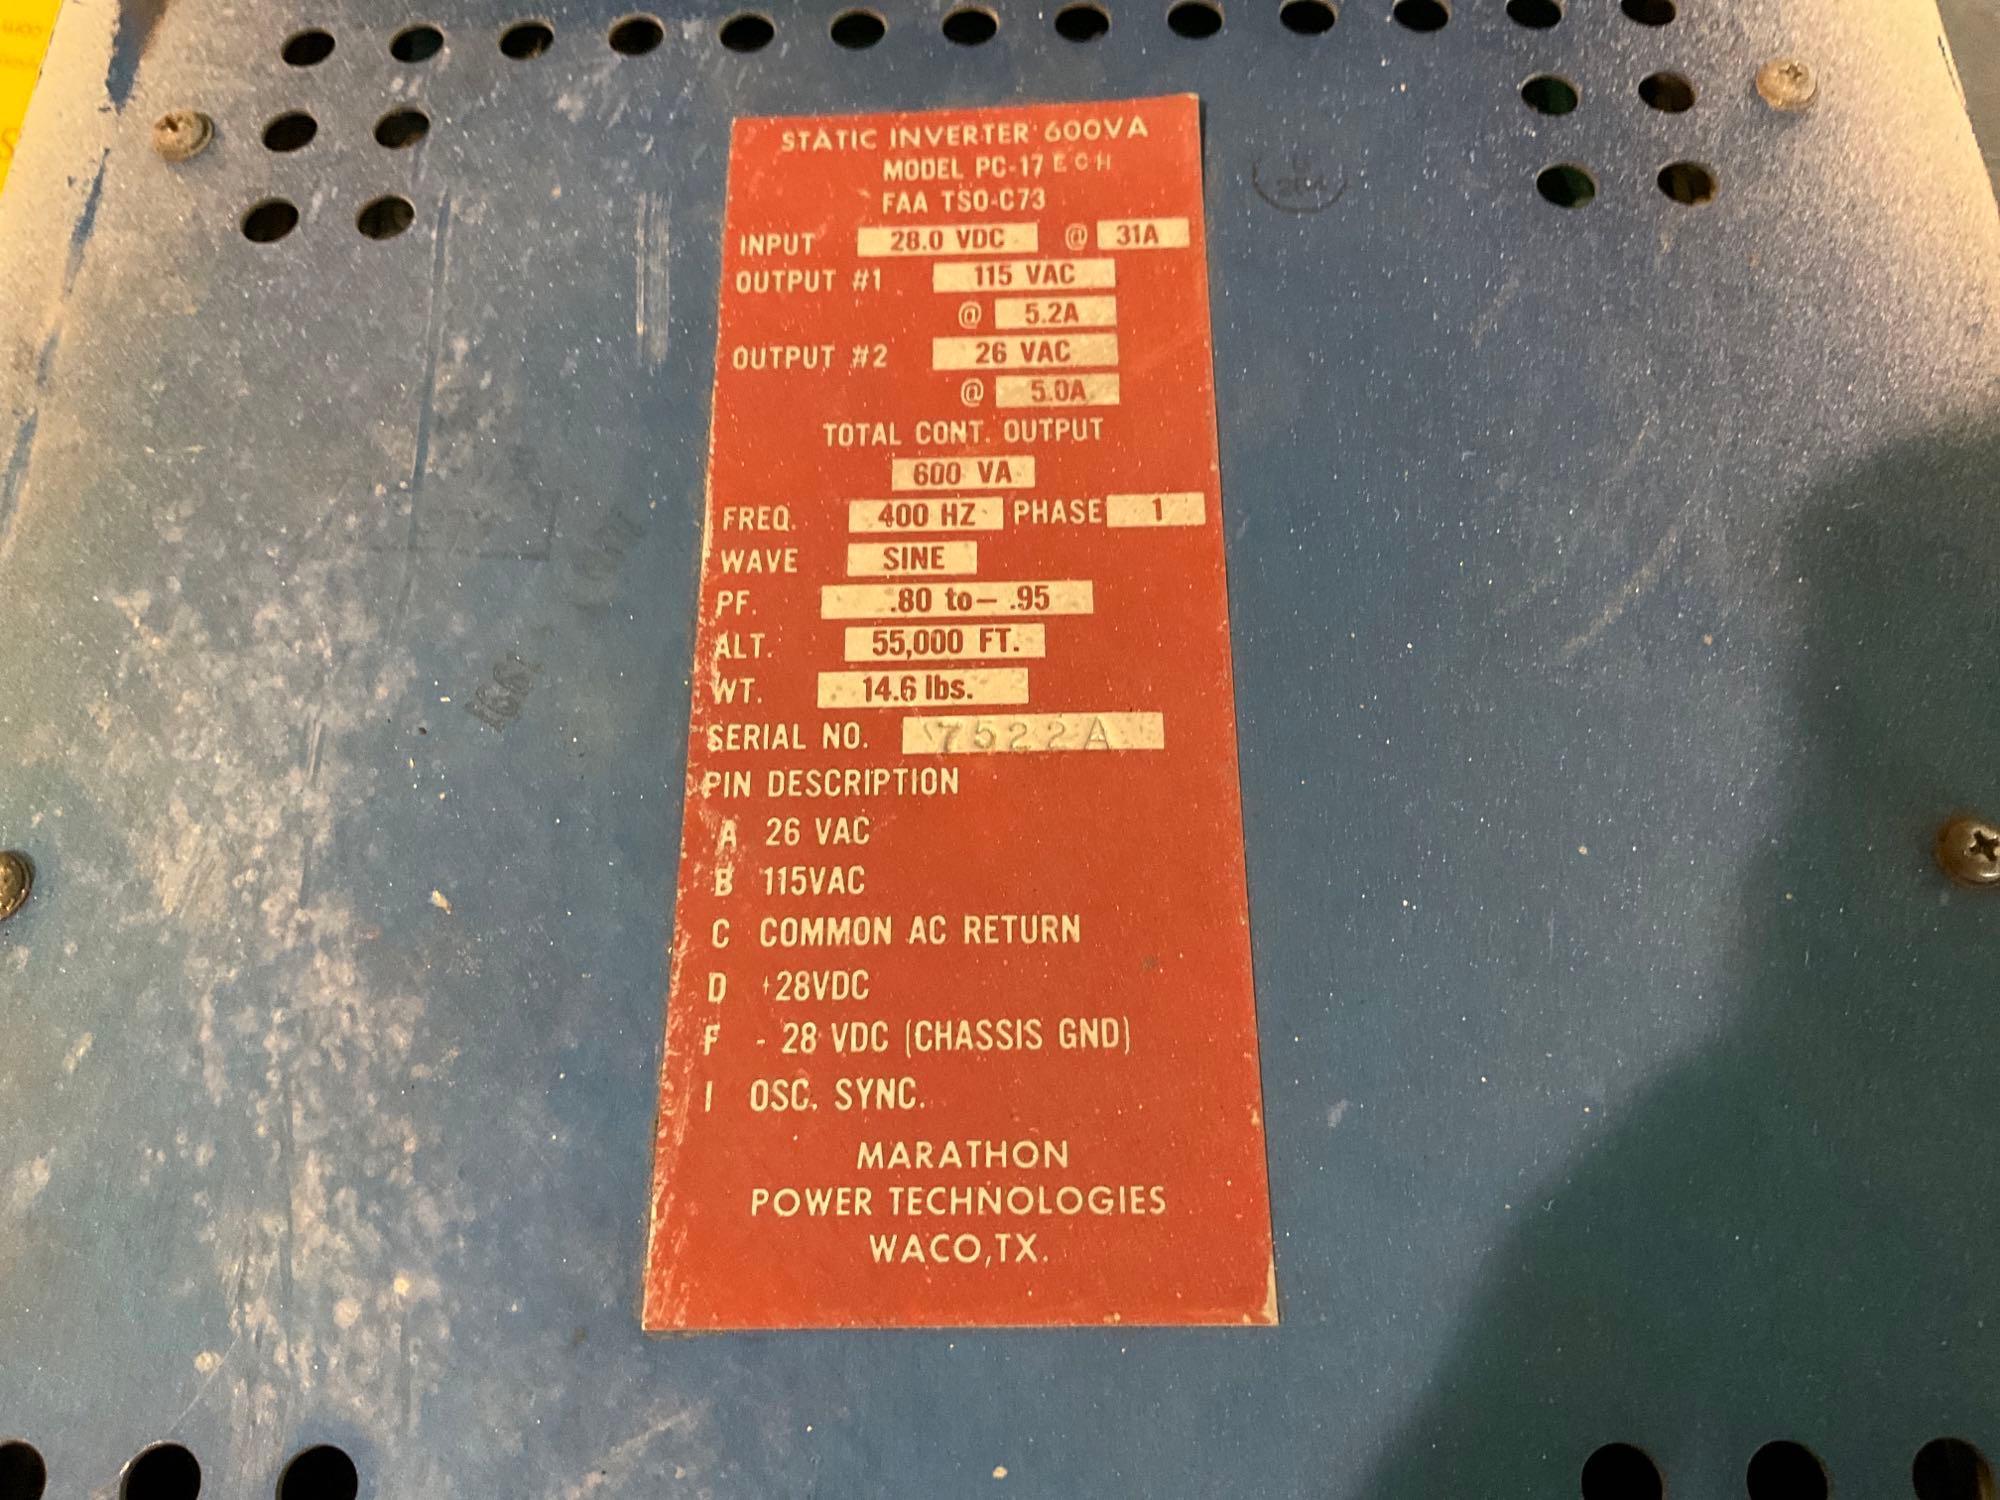 STATIC INVERTER 600VA
MODEL PC-17 ECH
FAA TSO-C73
INPUT 28.0 VDC @ 31A
OUTPUT #1 115 VAC
@ 5.2A
OUTPUT #2 26 VAC
@ 5.0A
TOTAL CONT. OUTPUT
600 VA
FREQ. 400 HZ PHASE 1
WAVE SINE
PF. .80 to — .95
ALT. 55,000 FT.
WT. 14.6 lbs.
SERIAL NO. 7522A
PIN DESCRIPTION
A 26 VAC
B 115VAC
C COMMON AC RETURN
D +28VDC
F - 28 VDC (CHASSIS GND)
I OSC. SYNC.
MARATHON
POWER TECHNOLOGIES
WACO, TX.